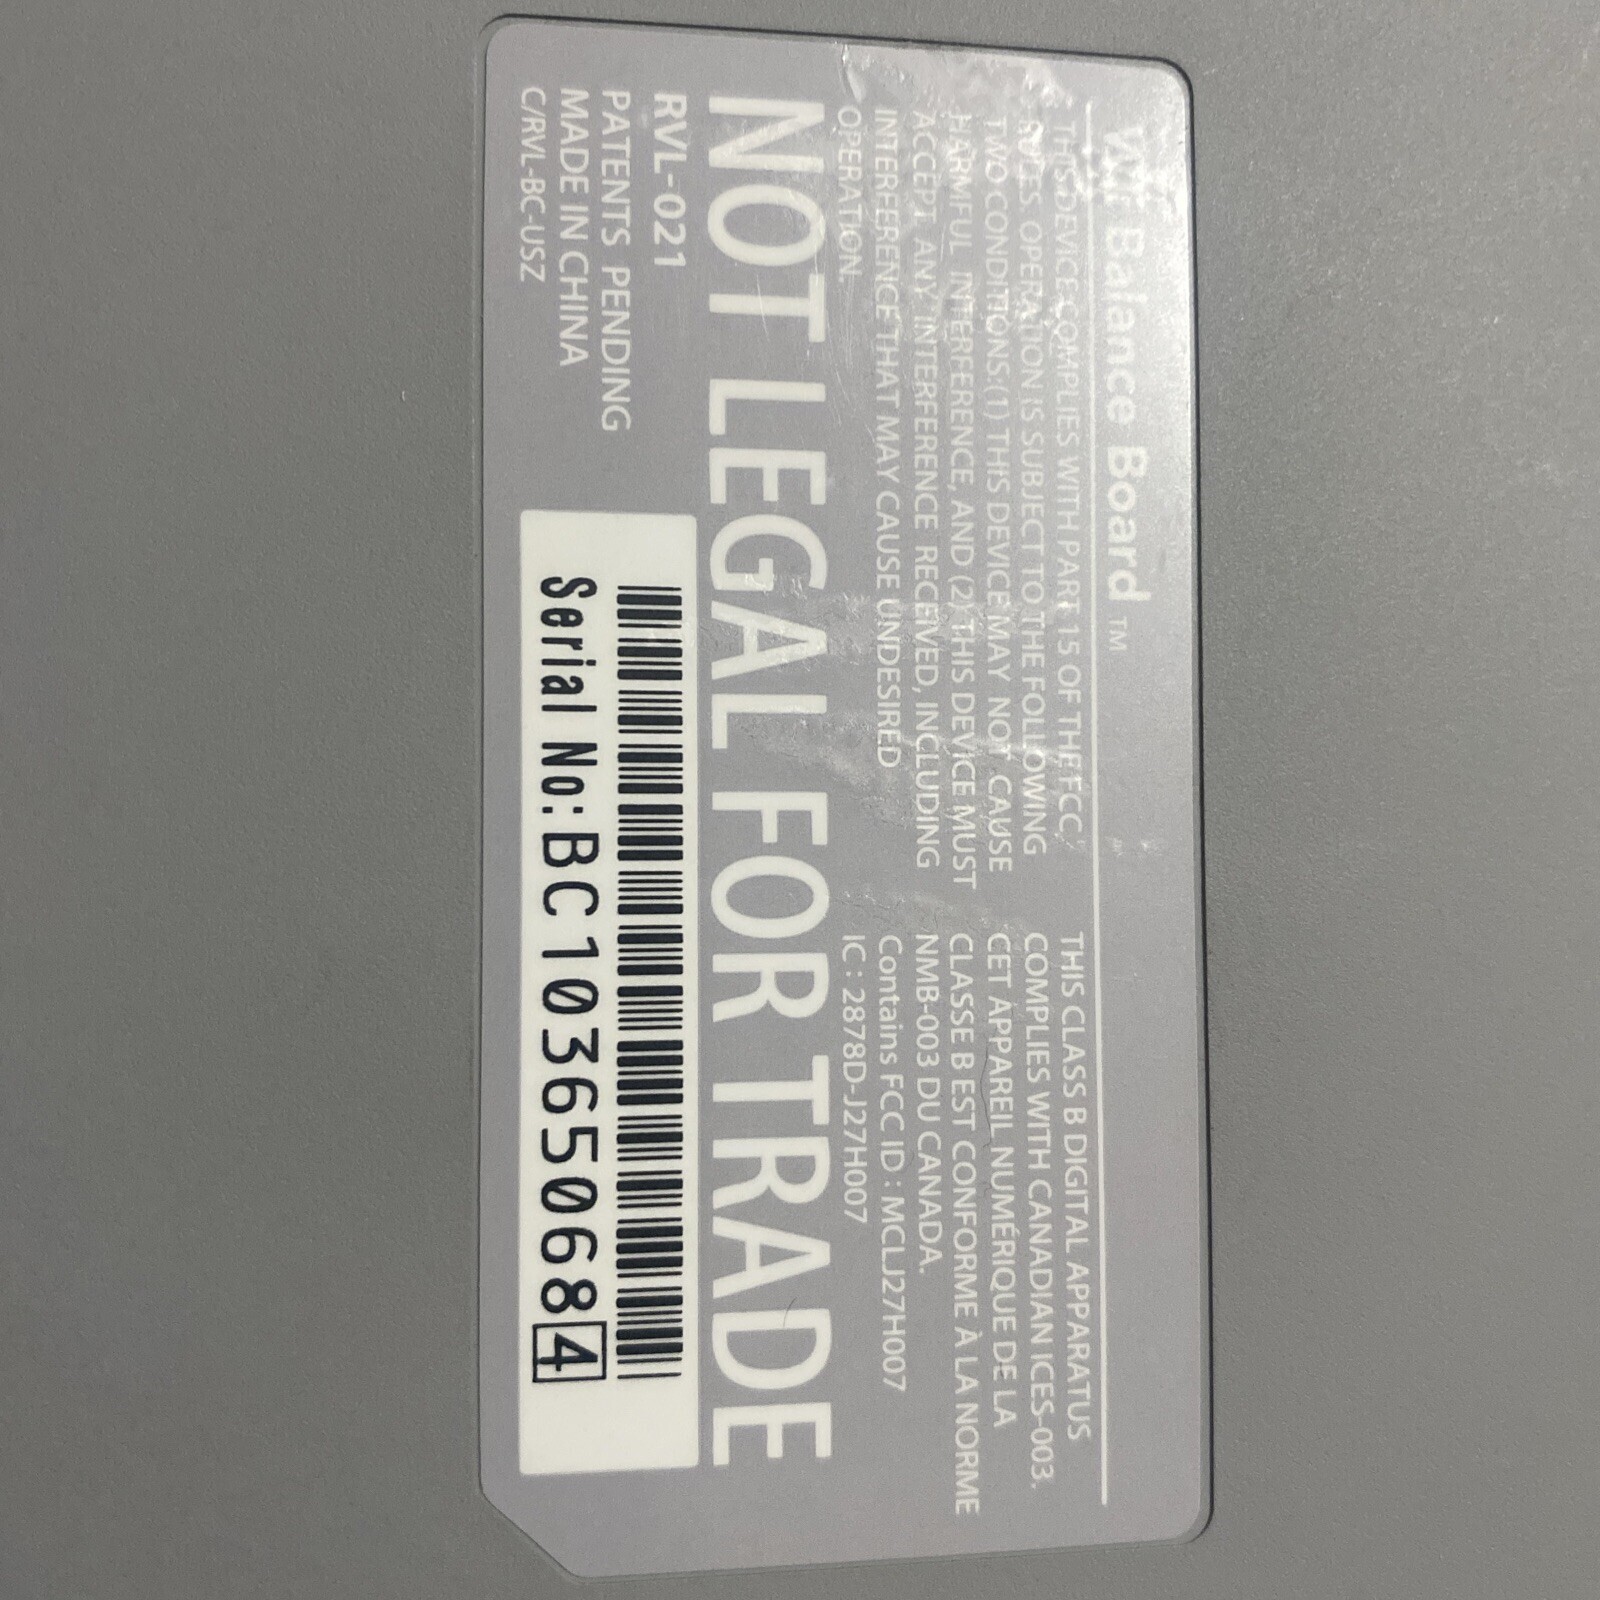 Wii Balance Board™
THIS DEVICE COMPLIES WITH PART 15 OF THE FCC
RULES. OPERATION IS SUBJECT TO THE FOLLOWING
TWO CONDITIONS:(1) THIS DEVICE MAY NOT CAUSE
HARMFUL INTERFERENCE, AND (2) THIS DEVICE MUST
ACCEPT ANY INTERFERENCE RECEIVED, INCLUDING
INTERFERENCE THAT MAY CAUSE UNDESIRED
OPERATION.
THIS CLASS B DIGITAL APPARATUS
COMPLIES WITH CANADIAN ICES-003.
CET APPAREIL NUMÉRIQUE DE LA
CLASSE B EST CONFORME À LA NORME
NMB-003 DU CANADA.
Contains FCC ID : MCLJ27H007
IC : 2878D-J27H007
NOT LEGAL FOR TRADE
RVL-021
PATENTS PENDING
MADE IN CHINA
C/RVL-BC-USZ
Serial No:BC103650684